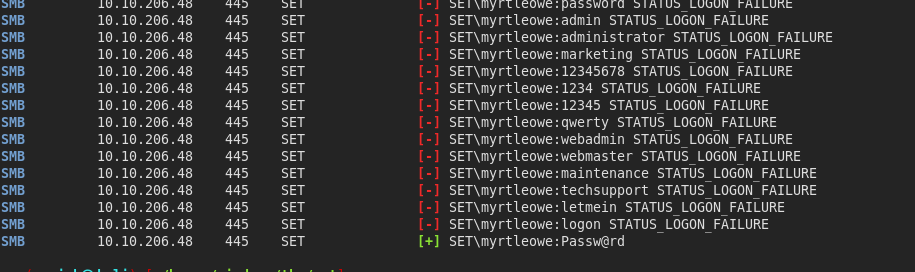 SMB 10.10.206.48 445 SET [-] SET\myrtleowe:password STATUS_LOGON_FAILURE
SMB 10.10.206.48 445 SET [-] SET\myrtleowe:admin STATUS_LOGON_FAILURE
SMB 10.10.206.48 445 SET [-] SET\myrtleowe:administrator STATUS_LOGON_FAILURE
SMB 10.10.206.48 445 SET [-] SET\myrtleowe:marketing STATUS_LOGON_FAILURE
SMB 10.10.206.48 445 SET [-] SET\myrtleowe:12345678 STATUS_LOGON_FAILURE
SMB 10.10.206.48 445 SET [-] SET\myrtleowe:1234 STATUS_LOGON_FAILURE
SMB 10.10.206.48 445 SET [-] SET\myrtleowe:12345 STATUS_LOGON_FAILURE
SMB 10.10.206.48 445 SET [-] SET\myrtleowe:qwerty STATUS_LOGON_FAILURE
SMB 10.10.206.48 445 SET [-] SET\myrtleowe:webadmin STATUS_LOGON_FAILURE
SMB 10.10.206.48 445 SET [-] SET\myrtleowe:webmaster STATUS_LOGON_FAILURE
SMB 10.10.206.48 445 SET [-] SET\myrtleowe:maintenance STATUS_LOGON_FAILURE
SMB 10.10.206.48 445 SET [-] SET\myrtleowe:techsupport STATUS_LOGON_FAILURE
SMB 10.10.206.48 445 SET [-] SET\myrtleowe:letmein STATUS_LOGON_FAILURE
SMB 10.10.206.48 445 SET [-] SET\myrtleowe:logon STATUS_LOGON_FAILURE
SMB 10.10.206.48 445 SET [+] SET\myrtleowe:Passw@rd